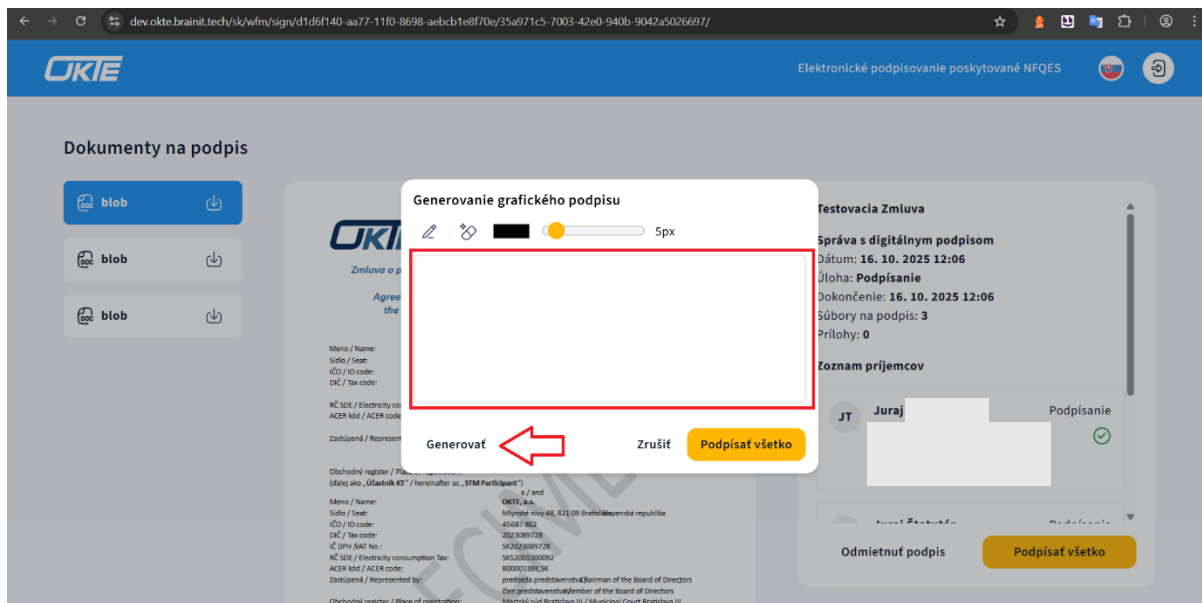 dev.okte.brainit.tech/sk/wfm/sign/d1d6f140-aa77-11f0-8698-aebcb1e8f70e/35a971c5-7003-42e0-940b-9042a5026697/
OKTE
Elektronické podpisovanie poskytované NFQES
Dokumenty na podpis
DOC blob
DOC blob
DOC blob
OKTE
Zmluva o p
Agree
the
Meno / Name:
Sídlo / Seat:
IČO / ID code:
DIČ / Tax code:
RČ SDE / Electricity co
ACER kód / ACER code
Zastúpená / Represent
Obchodný register /
(ďalej ako „Účastník KT“ / hereinafter as „STM Participant“)
a / and
Meno / Name: OKTE, a.s.
Sídlo / Seat: Mlynské nivy 48, 821 09 Slovenská republika
IČO / ID code: 45687 862
DIČ / Tax code: 2023089728
IČ DPH /VAT No.: SK2023089728
RČ SDE / Electricity consumption Tax: SK52001000092
ACER kód / ACER code: B0000138K.SK
Zastúpená / Represented by: predseda predstavenstva/Chairman of the Board of Directors
člen predstavenstva/Member of the Board of Directors
Obchodný register / Place of registration: Mestský súd Bratislava III / Municipal Court Bratislava III
Generovanie grafického podpisu
5px
Generovať
Zrušiť
Podpísať všetko
Testovacia Zmluva
Správa s digitálnym podpisom
Dátum: 16. 10. 2025 12:06
Úloha: Podpísanie
Dokončenie: 16. 10. 2025 12:06
Súbory na podpis: 3
Prílohy: 0
Zoznam príjemcov
JT Juraj Podpísanie
Juraj Štatutár Podpísanie
Odmietnuť podpis
Podpísať všetko